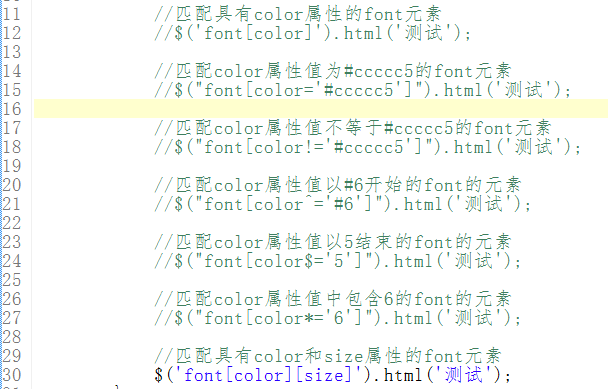 11 //匹配具有color属性的font元素
12 //$('font[color]').html('测试');
13
14 //匹配color属性值为#ccccc5的font元素
15 //$("font[color='#ccccc5']").html('测试');
16
17 //匹配color属性值不等于#ccccc5的font元素
18 //$("font[color!='#ccccc5']").html('测试');
19
20 //匹配color属性值以#6开始的font的元素
21 //$("font[color^='#6']").html('测试');
22
23 //匹配color属性值以5结束的font的元素
24 //$("font[color$='5']").html('测试');
25
26 //匹配color属性值中包含6的font的元素
27 //$("font[color*='6']").html('测试');
28
29 //匹配具有color和size属性的font元素
30 $('font[color][size]').html('测试');